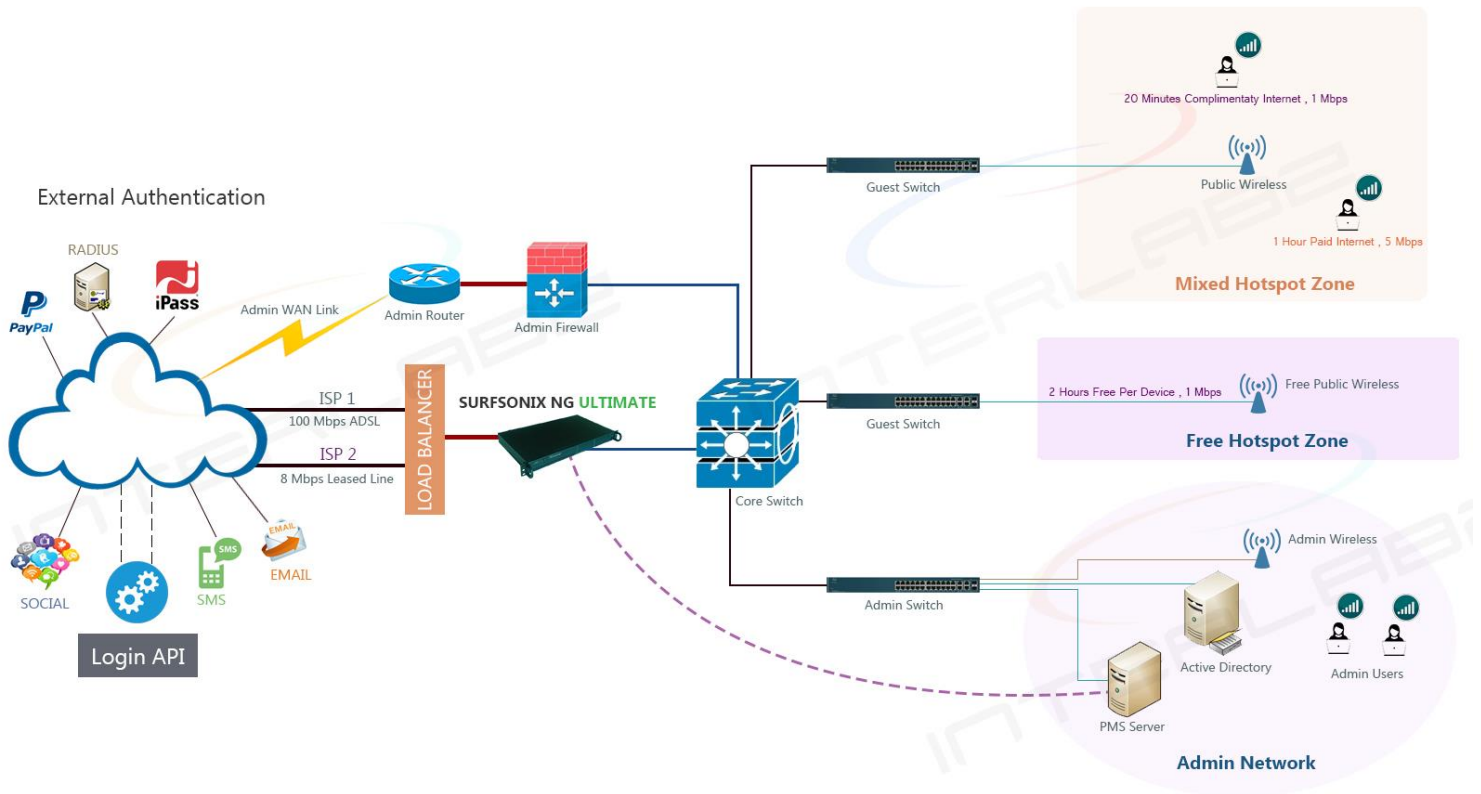 20 Minutes Complimentaty Internet , 1 Mbps
Guest Switch
Public Wireless
1 Hour Paid Internet , 5 Mbps
Mixed Hotspot Zone
External Authentication
RADIUS
iPass
PayPal
Admin WAN Link
Admin Router
Admin Firewall
ISP 1
100 Mbps ADSL
ISP 2
8 Mbps Leased Line
LOAD BALANCER
SURFSONIX NG ULTIMATE
Core Switch
Guest Switch
2 Hours Free Per Device , 1 Mbps
Free Public Wireless
Free Hotspot Zone
SOCIAL
Login API
SMS
SMS
EMAIL
EMAIL
Admin Switch
Admin Wireless
Active Directory
Admin Users
PMS Server
Admin Network
INTERLAB2
INTERLAB2
INTERLAB2
INTERLAB2